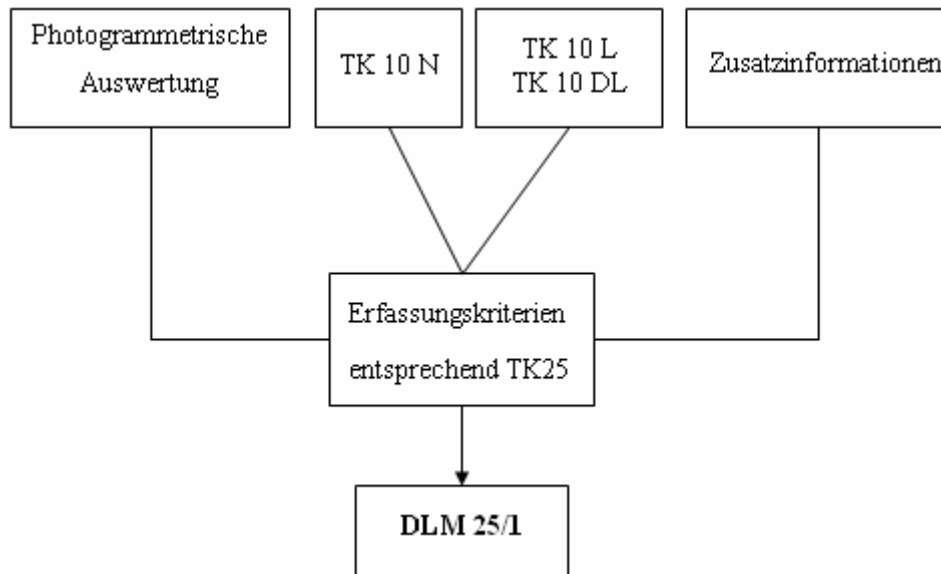 Photogrammetrische
Auswertung
TK 10 N
TK 10 L
TK 10 DL
Zusatzinformationen
Erfassungskriterien
entsprechend TK25
DLM 25/1